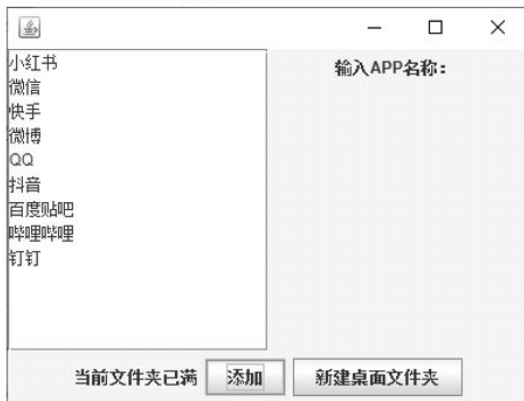 小红书
微信
快手
微博
QQ
抖音
百度贴吧
哔哩哔哩
钉钉
输入APP名称：
当前文件夹已满 添加 新建桌面文件夹